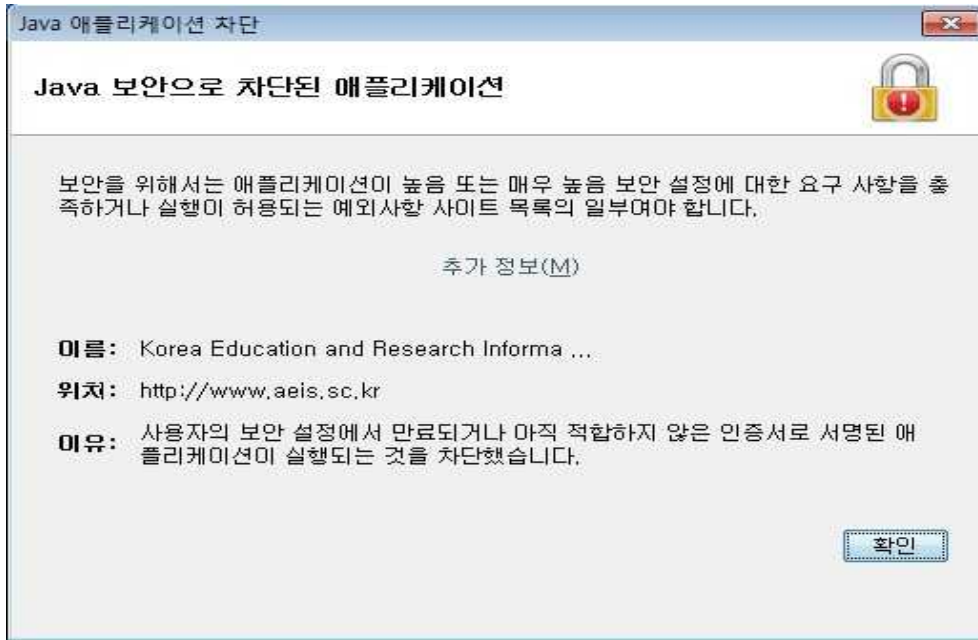 Java 애플리케이션 차단
Java 보안으로 차단된 애플리케이션
보안을 위해서는 애플리케이션이 높음 또는 매우 높음 보안 설정에 대한 요구 사항을 충
족하거나 실행이 허용되는 예외사항 사이트 목록의 일부여야 합니다.
추가 정보(M)
이름: Korea Education and Research Informa ...
위처: http://www.aeis.sc.kr
이유: 사용자의 보안 설정에서 만료되거나 아직 적합하지 않은 인증서로 서명된 애
플리케이션이 실행되는 것을 차단했습니다.
확인